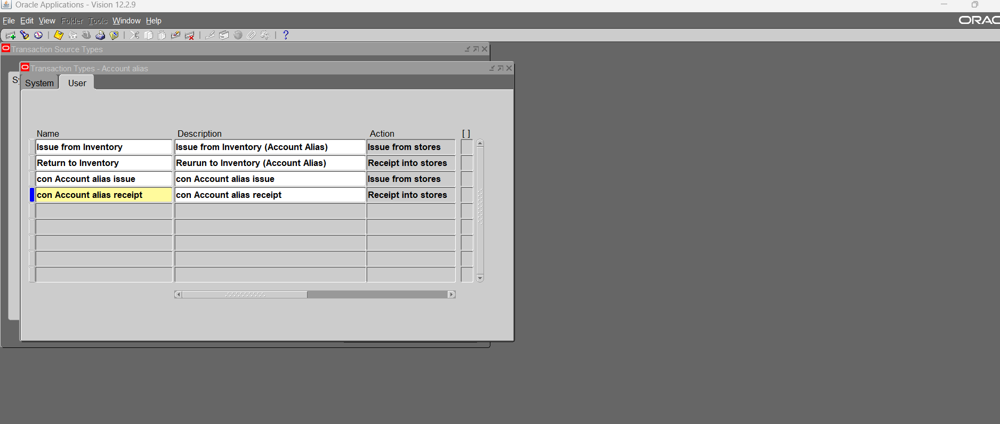 Oracle Applications - Vision 12.2.9
File Edit View Folder Tools Window Help
ORAC
Transaction Source Types
Transaction Types - Account alias
Sy
System User
Name Description Action [ ]
Issue from Inventory Issue from Inventory (Account Alias) Issue from stores
Return to Inventory Reurun to Inventory (Account Alias) Receipt into stores
con Account alias issue con Account alias issue Issue from stores
con Account alias receipt con Account alias receipt Receipt into stores